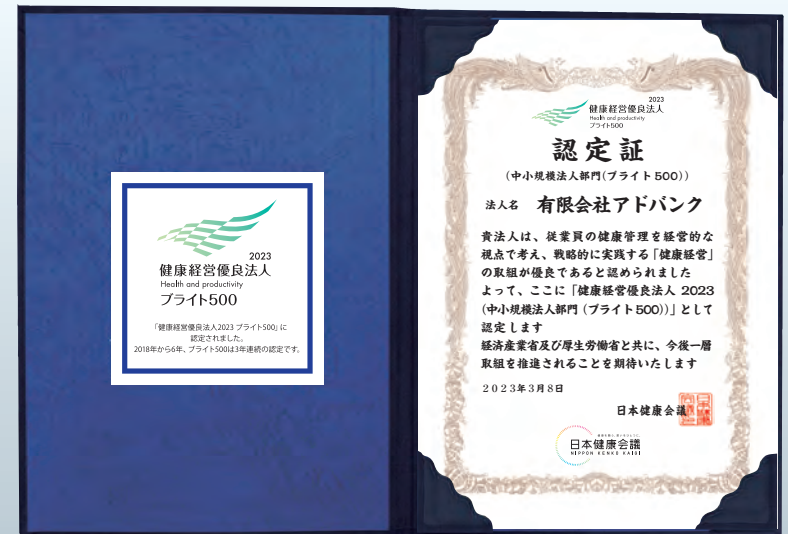 2023
健康経営優良法人
Health and productivity
ブライト500
「健康経営優良法人2023 ブライト500」に
認定されました。
2018年から6年、ブライト500は3年連続の認定です。
2023
健康経営優良法人
Health and productivity
ブライト500
認定証
(中小規模法人部門(ブライト500))
法人名 有限会社アドバンク
貴法人は、従業員の健康管理を経営的な
視点で考え、戦略的に実践する「健康経営」
の取組が優良であると認められました
よって、ここに「健康経営優良法人 2023
(中小規模法人部門(ブライト500))」として
認定します
経済産業省及び厚生労働省と共に、今後一層
取組を推進されることを期待いたします
2023年3月8日
日本健康会議
日本健康会議
NIPPON KENKO KAIGI